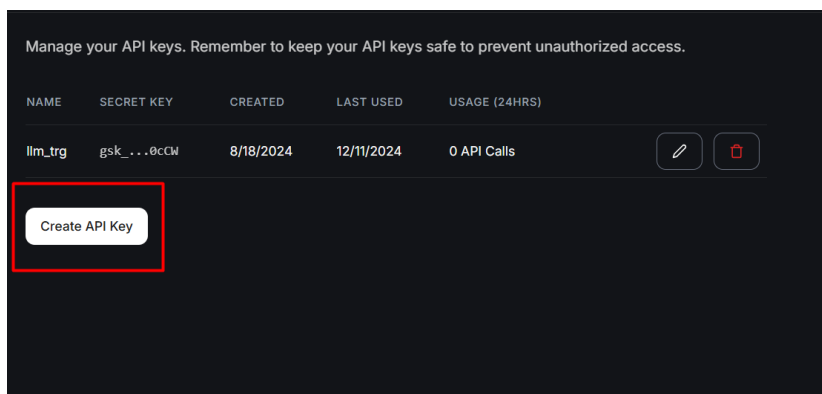 Manage your API keys. Remember to keep your API keys safe to prevent unauthorized access.
NAME SECRET KEY CREATED LAST USED USAGE (24HRS)
llm_trg gsk_...0cCW 8/18/2024 12/11/2024 0 API Calls
Create API Key